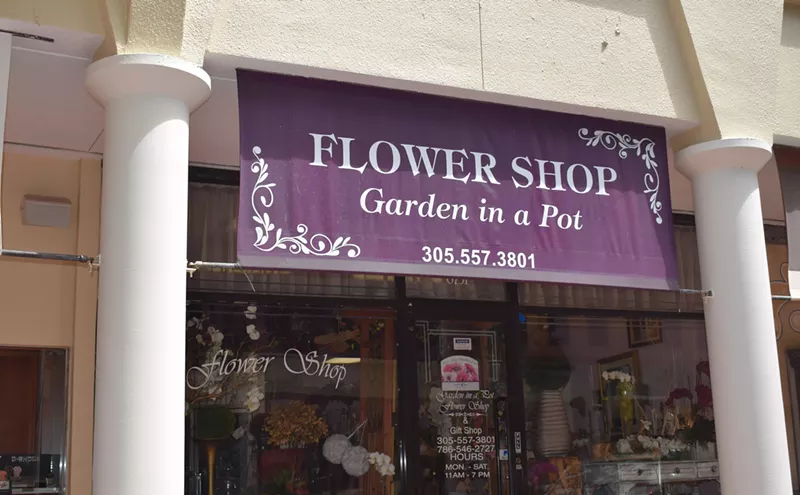 FLOWER SHOP
Garden in a Pot
305.557.3801
Flower Shop
Garden in a Pot
Flower Shop
&
Gift Shop
305-557-3801
786-546-2727
HOURS
MON. - SAT.
11AM - 7 PM